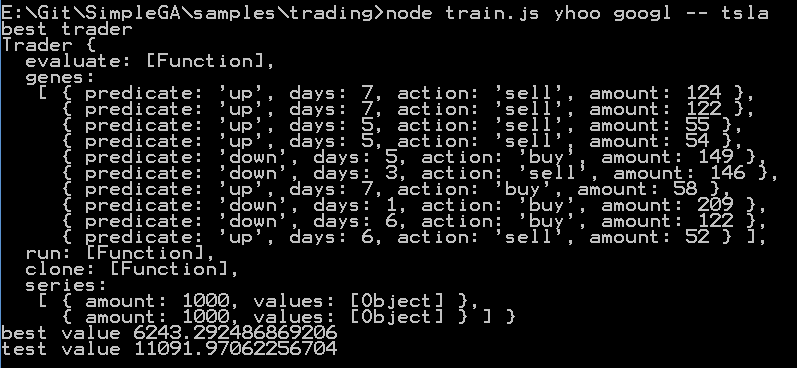 E:\Git\SimpleGA\samples\trading>node train.js yhoo googl -- tsla
best trader
Trader {
  evaluate: [Function],
  genes:
   [ { predicate: 'up', days: 7, action: 'sell', amount: 124 },
     { predicate: 'up', days: 7, action: 'sell', amount: 122 },
     { predicate: 'up', days: 5, action: 'sell', amount: 55 },
     { predicate: 'up', days: 5, action: 'sell', amount: 54 },
     { predicate: 'down', days: 5, action: 'buy', amount: 149 },
     { predicate: 'down', days: 3, action: 'sell', amount: 146 },
     { predicate: 'up', days: 7, action: 'buy', amount: 58 },
     { predicate: 'down', days: 1, action: 'buy', amount: 209 },
     { predicate: 'down', days: 6, action: 'buy', amount: 122 },
     { predicate: 'up', days: 6, action: 'sell', amount: 52 } ],
  run: [Function],
  clone: [Function],
  series:
   [ { amount: 1000, values: [Object] },
     { amount: 1000, values: [Object] } ] }
best value 6243.292486869206
test value 11091.97062256704